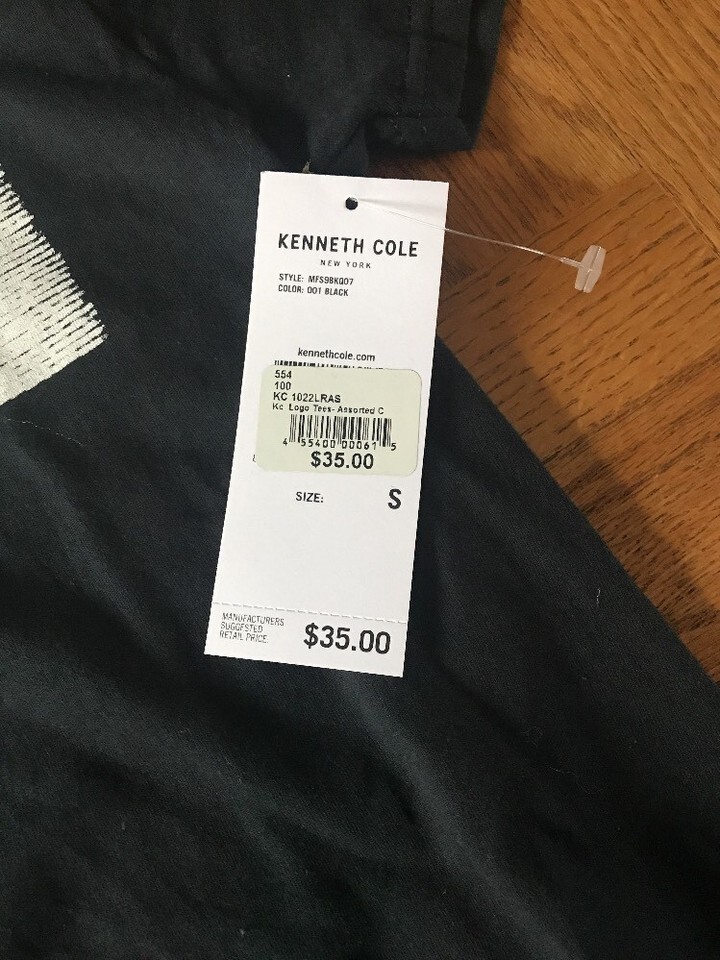 KENNETH COLE
NEW YORK
STYLE: MFS9BK007
COLOR: 001 BLACK
kennethcole.com
554
100
KC 1022LRAS
Kc Logo Tees- Assorted C
4 55400 00061 5
$35.00
SIZE: S
MANUFACTURERS
SUGGESTED
RETAIL PRICE.
$35.00